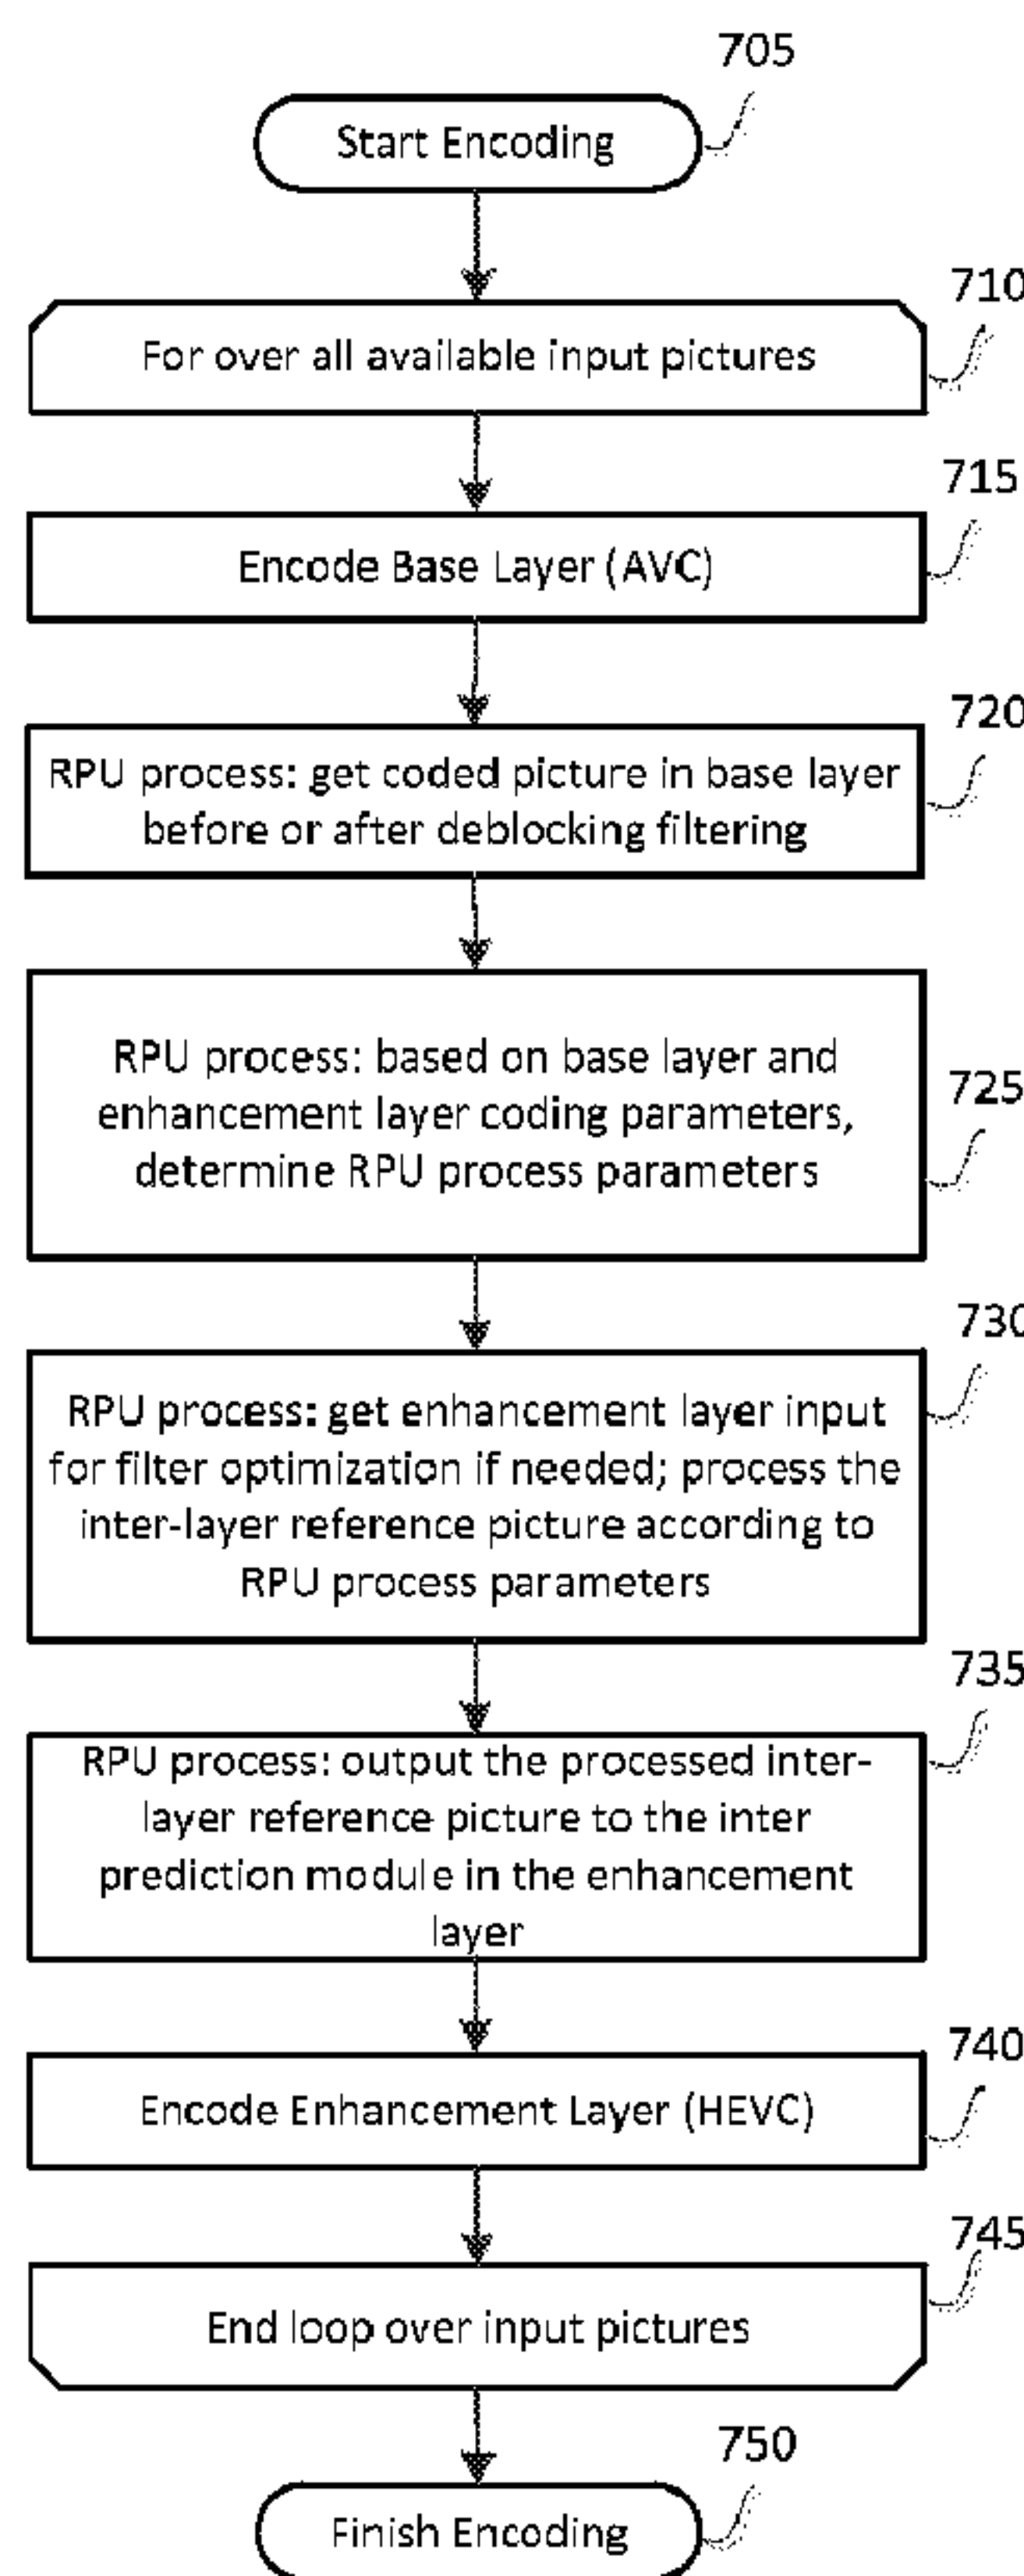 705
Start Encoding
710
For over all available input pictures
715
Encode Base Layer (AVC)
720
RPU process: get coded picture in base layer
before or after deblocking filtering
725
RPU process: based on base layer and
enhancement layer coding parameters,
determine RPU process parameters
730
RPU process: get enhancement layer input
for filter optimization if needed; process the
inter-layer reference picture according to
RPU process parameters
735
RPU process: output the processed inter-
layer reference picture to the inter
prediction module in the enhancement
layer
740
Encode Enhancement Layer (HEVC)
745
End loop over input pictures
750
Finish Encoding